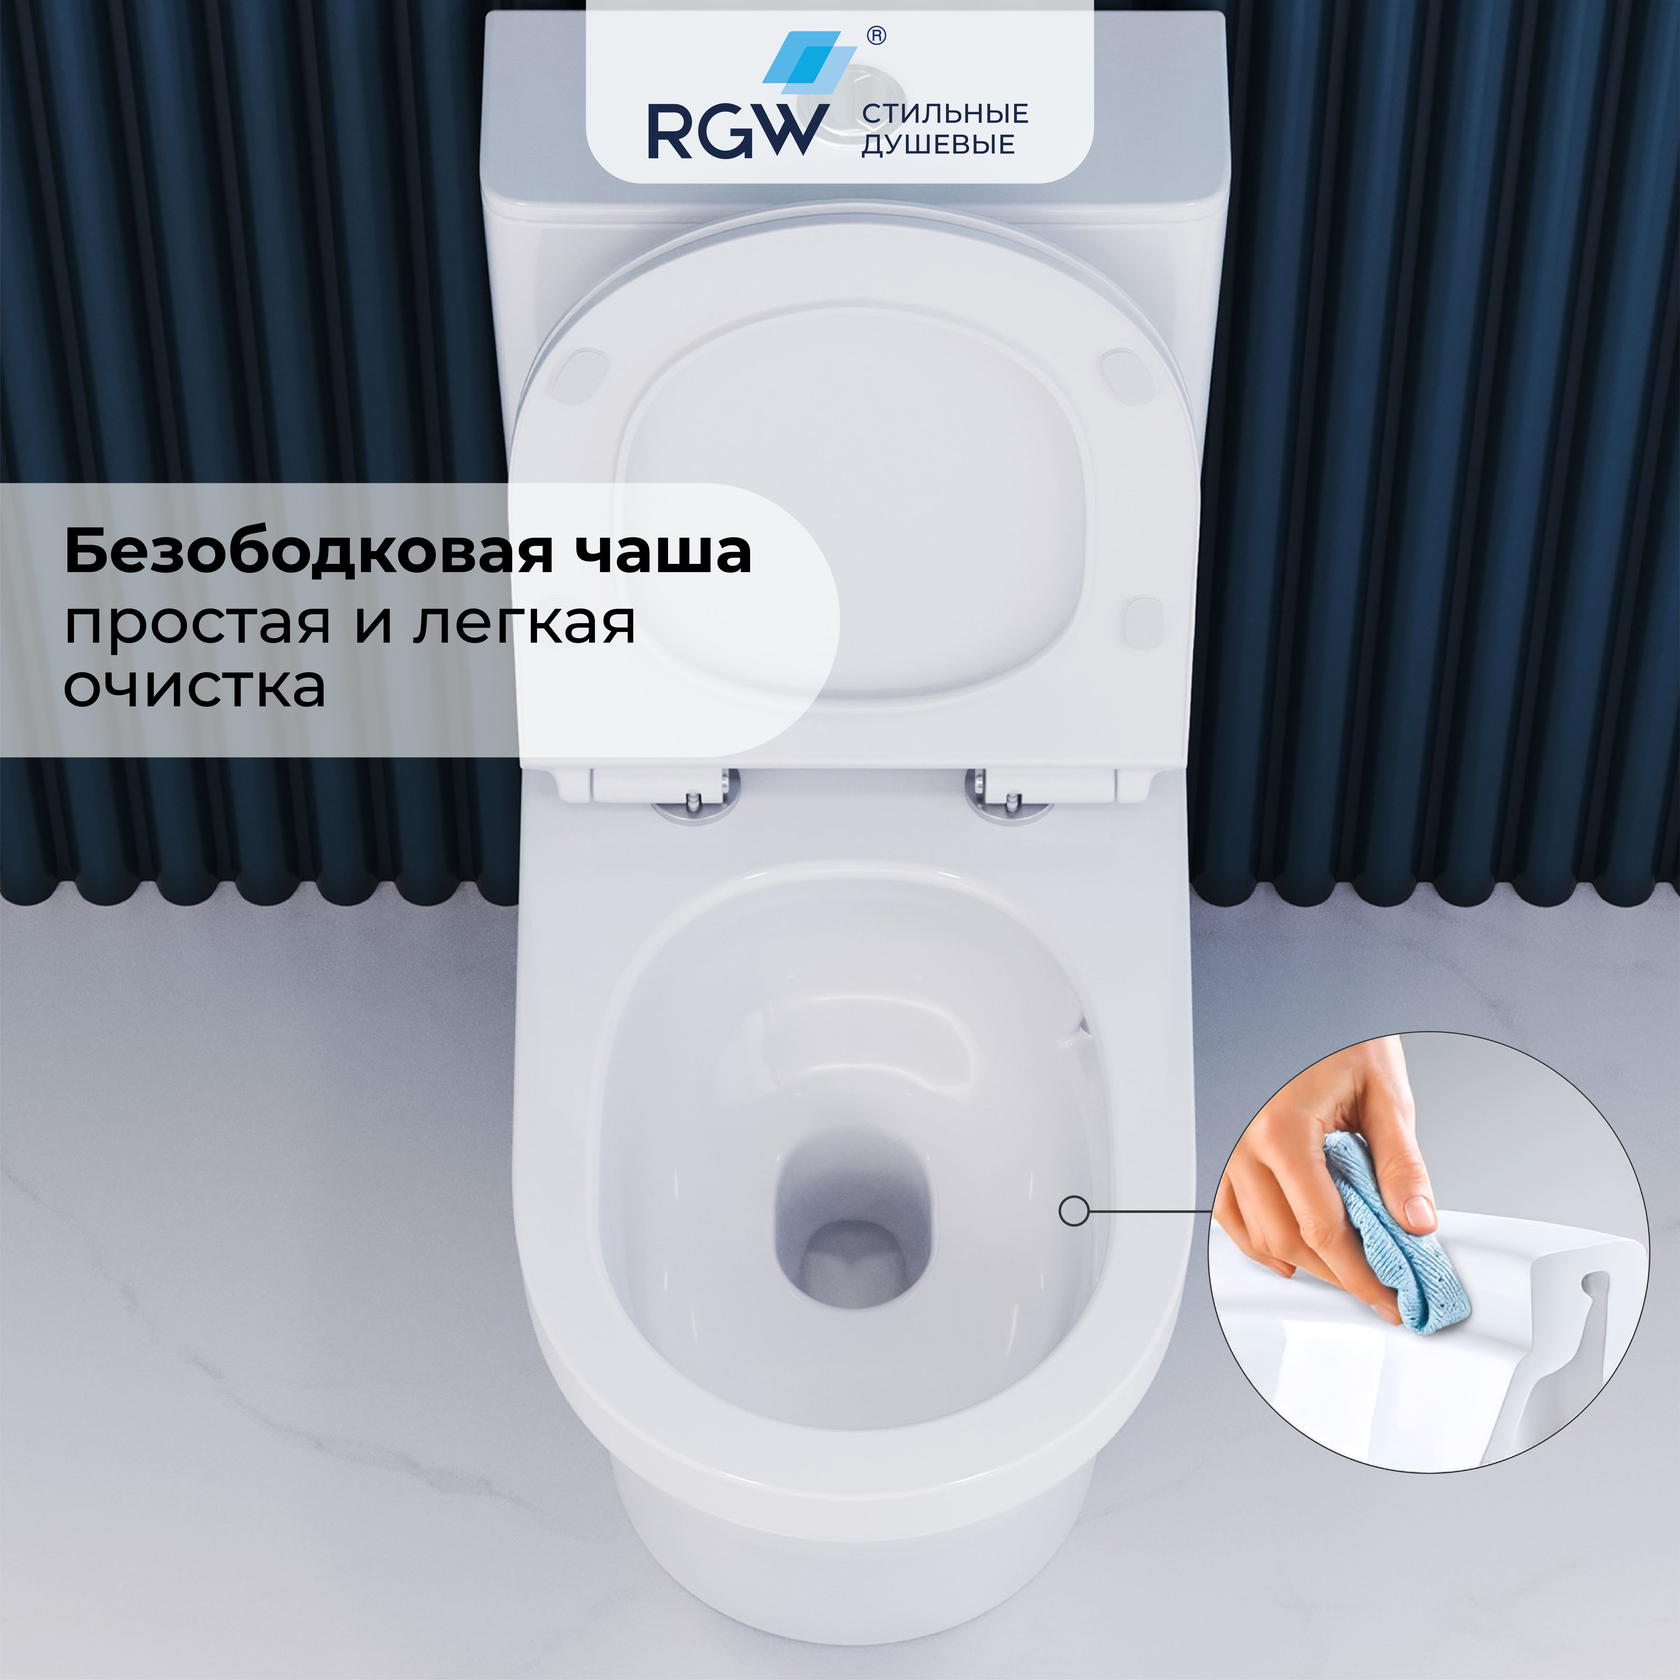 ®
RGW
СТИЛЬНЫЕ
ДУШЕВЫЕ
Безободковая чаша
простая и легкая
очистка